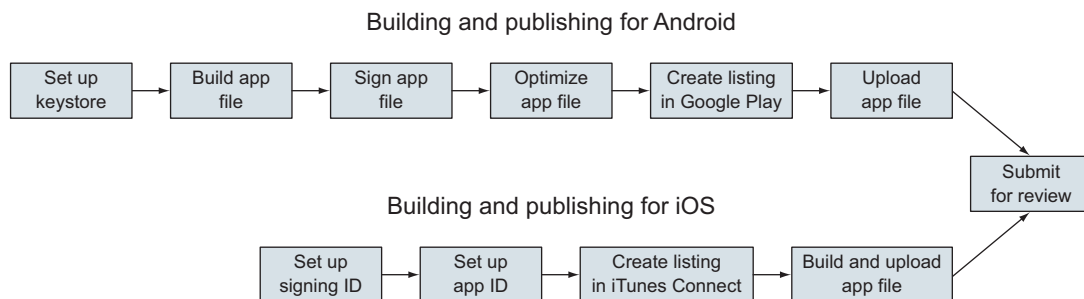 Building and publishing for Android
Set up
keystore
Build app
file
Sign app
file
Optimize
app file
Create listing
in Google Play
Upload
app file
Submit
for review
Building and publishing for iOS
Set up
signing ID
Set up
app ID
Create listing
in iTunes Connect
Build and upload
app file